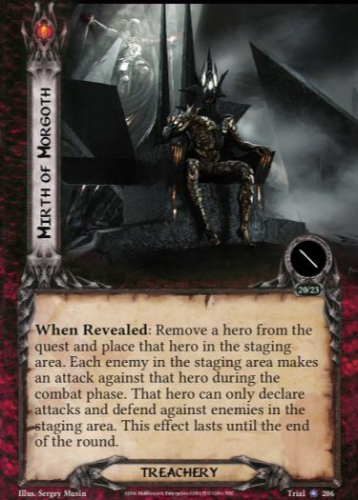 MIRTH OF MORGOTH
20/23
When Revealed: Remove a hero from the
quest and place that hero in the staging
area. Each enemy in the staging area makes
an attack against that hero during the
combat phase. That hero can only declare
attacks and defend against enemies in the
staging area. This effect lasts until the end
of the round.
TREACHERY
Illus. Sergey Musin
Trial 206